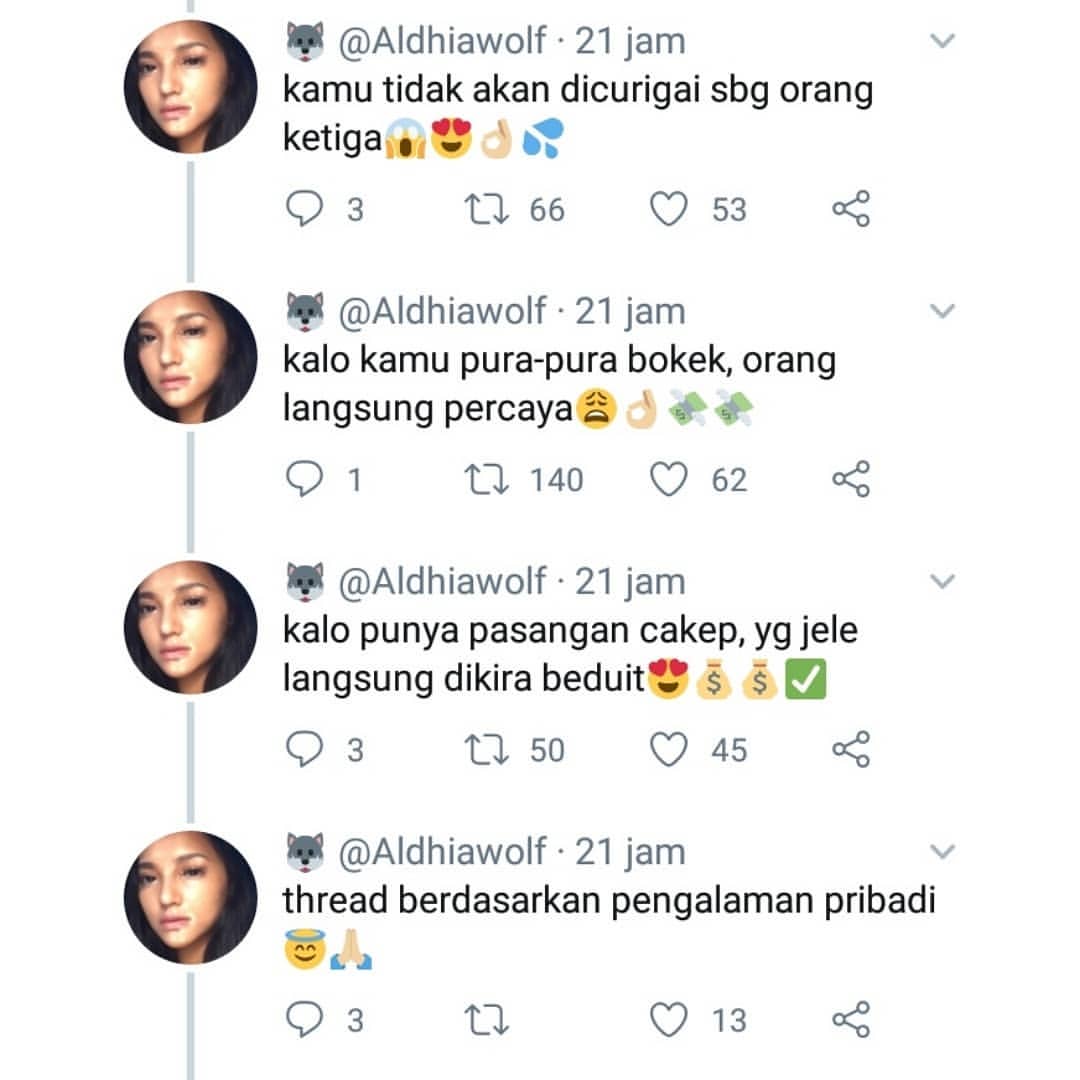 🐺 @Aldhiawolf · 21 jam
kamu tidak akan dicurigai sbg orang
ketiga😱😍👌🏼💦
3 66 53
🐺 @Aldhiawolf · 21 jam
kalo kamu pura-pura bokek, orang
langsung percaya😩👌🏼💸💸
1 140 62
🐺 @Aldhiawolf · 21 jam
kalo punya pasangan cakep, yg jele
langsung dikira beduit😍💰💰✅
3 50 45
🐺 @Aldhiawolf · 21 jam
thread berdasarkan pengalaman pribadi
😇🙏🏼
3 13